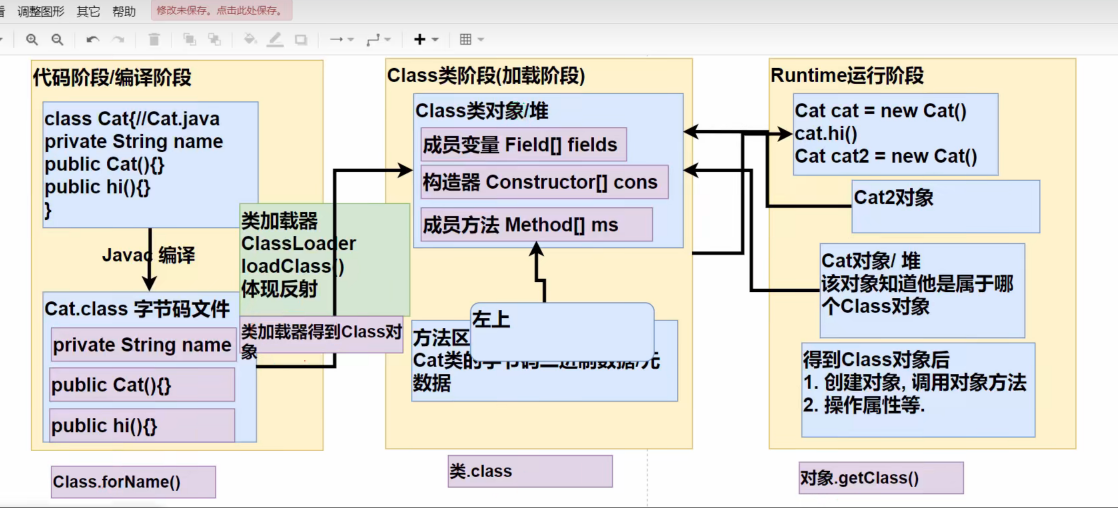 调整图形 其它 帮助 修改未保存。点击此处保存。
代码阶段/编译阶段
class Cat{//Cat.java
private String name
public Cat(){}
public hi(){}
}
Javac 编译
Cat.class 字节码文件
private String name
public Cat(){}
public hi(){}
Class.forName()
类加载器
ClassLoader
loadClass()
体现反射
类加载器得到Class对
象
Class类阶段(加载阶段)
Class类对象/堆
成员变量 Field[] fields
构造器 Constructor[] cons
成员方法 Method[] ms
左上
方法区
Cat类的字节码二进制数据/元
数据
类.class
Runtime运行阶段
Cat cat = new Cat()
cat.hi()
Cat cat2 = new Cat()
Cat2对象
Cat对象/ 堆
该对象知道他是属于哪
个Class对象
得到Class对象后
1. 创建对象, 调用对象方法
2. 操作属性等.
对象.getClass()